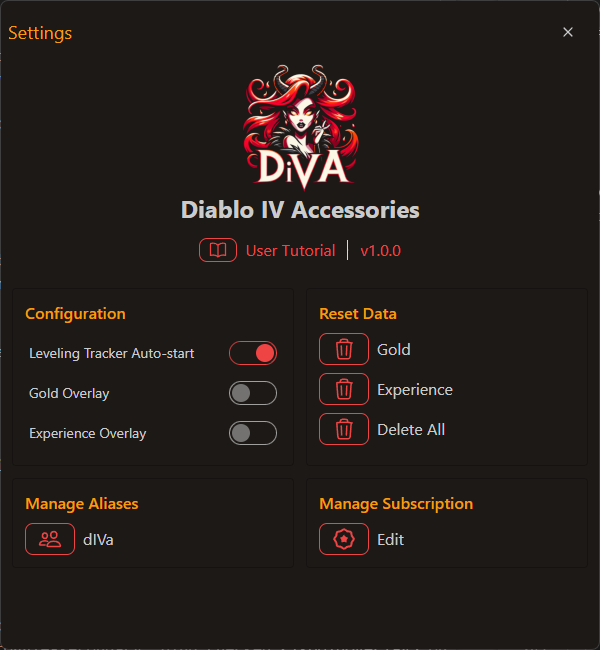 Settings
DiVA
Diablo IV Accessories
User Tutorial | v1.0.0
Configuration
Leveling Tracker Auto-start
Gold Overlay
Experience Overlay
Reset Data
Gold
Experience
Delete All
Manage Aliases
dIVa
Manage Subscription
Edit